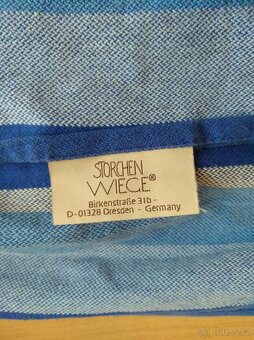 STORCHEN
WIEGE®
Birkenstraße 31b -
D-01328 Dresden - Germany